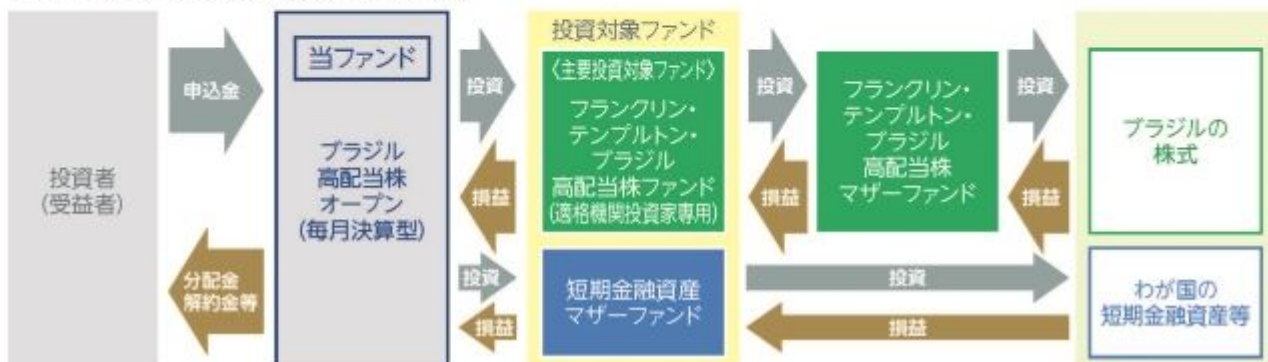 投資者
(受益者)
申込金
分配金
解約金等
当ファンド
ブラジル
高配当株
オープン
(毎月決算型)
投資
損益
投資
損益
投資対象ファンド
〈主要投資対象ファンド〉
フランクリン・
テンプルトン・
ブラジル
高配当株ファンド
(適格機関投資家専用)
短期金融資産
マザーファンド
投資
損益
フランクリン・
テンプルトン・
ブラジル
高配当株
マザーファンド
投資
損益
投資
損益
ブラジルの
株式
わが国の
短期金融資産等